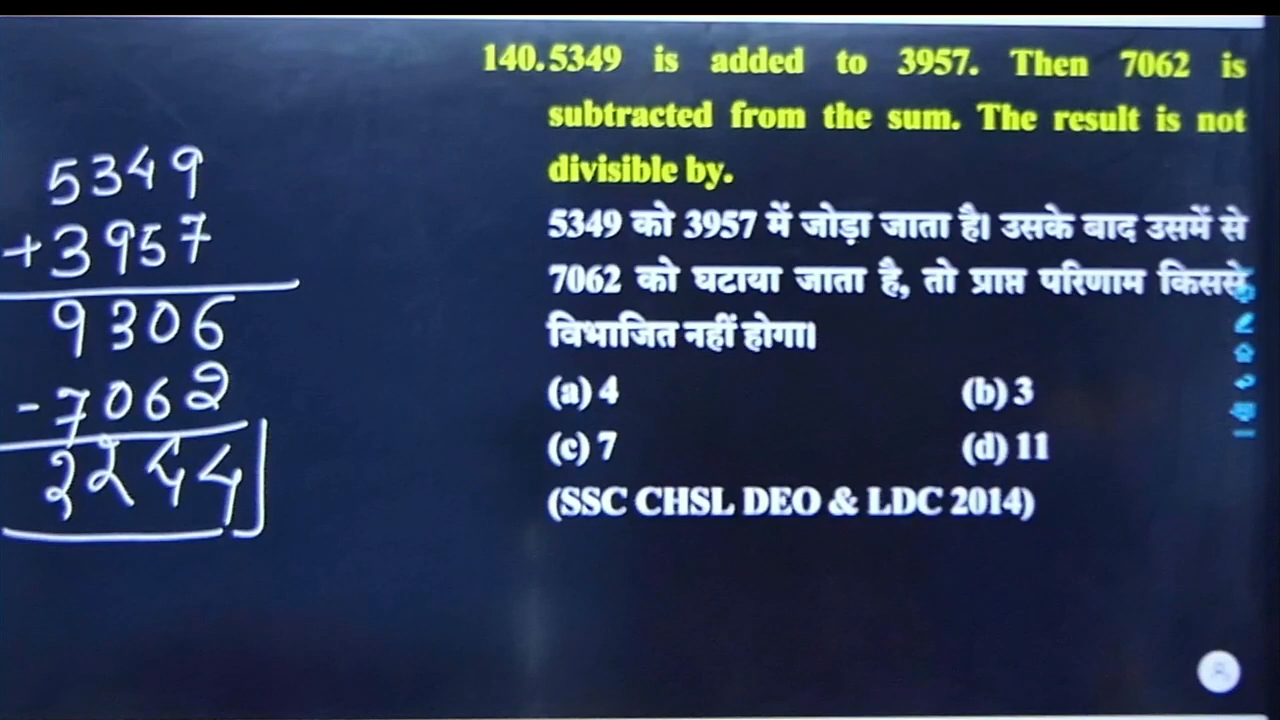 140. 5349 is added to 3957. Then 7062 is
subtracted from the sum. The result is not
divisible by.
5349 को 3957 में जोड़ा जाता है। उसके बाद उसमें से
7062 को घटाया जाता है, तो प्राप्त परिणाम किससे
विभाजित नहीं होगा।
(a) 4 (b) 3
(c) 7 (d) 11
(SSC CHSL DEO & LDC 2014)
5349
+3957
9306
-7062
2244